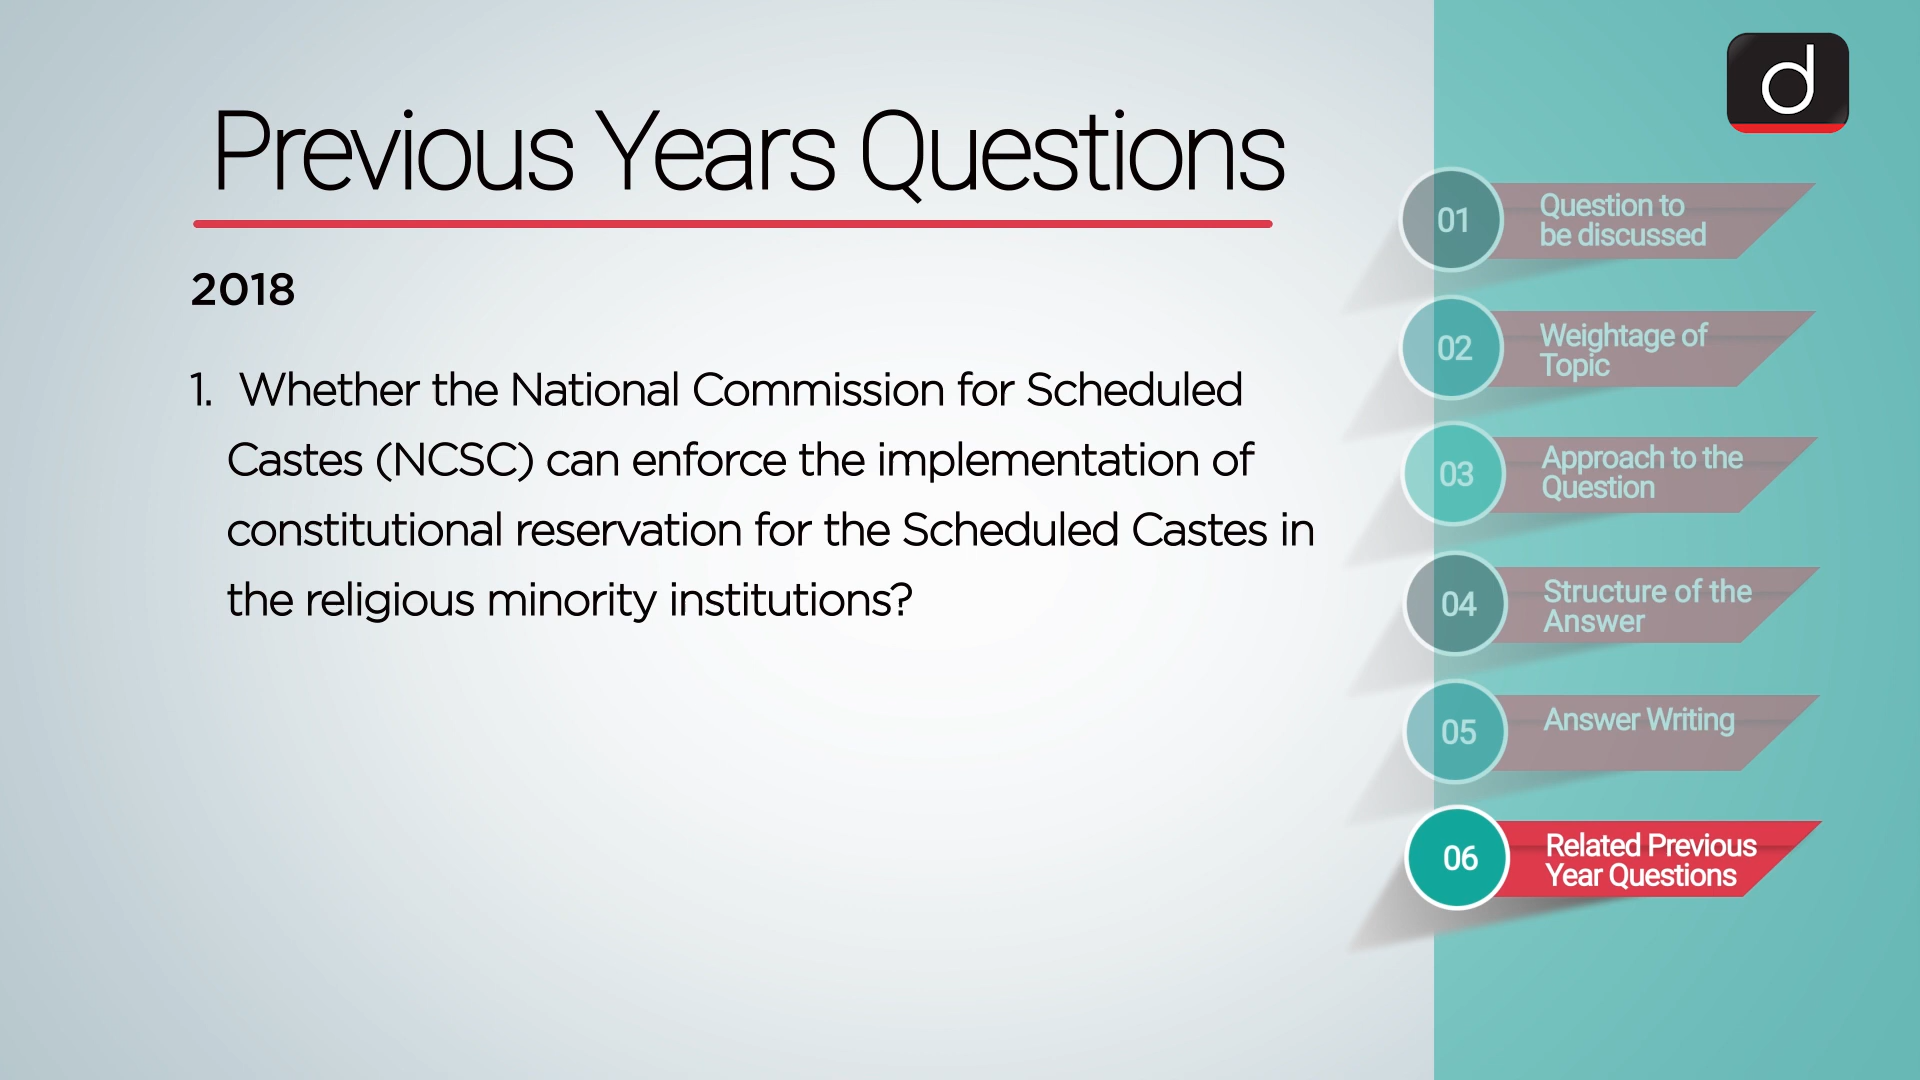 Previous Years Questions
2018
1. Whether the National Commission for Scheduled
Castes (NCSC) can enforce the implementation of
constitutional reservation for the Scheduled Castes in
the religious minority institutions?
d
01
Question to
be discussed
02
Weightage of
Topic
03
Approach to the
Question
04
Structure of the
Answer
05
Answer Writing
06
Related Previous
Year Questions